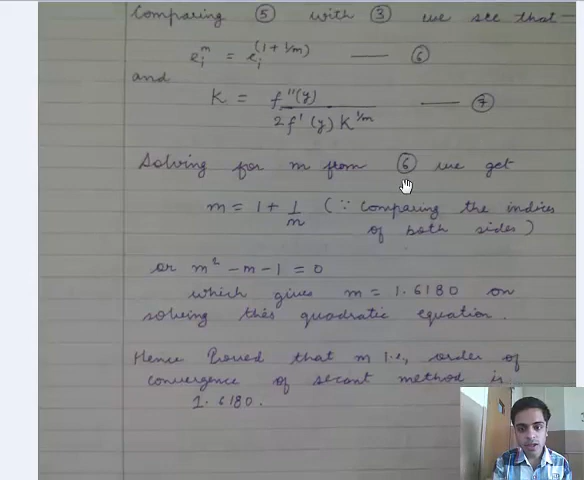 Comparing ⑤ with ③ we see that —
e_i^m = e_i^(1 + 1/m) —— ⑥
and
K = f''(y) / 2f'(y) K^1/m —— ⑦
Solving for m from ⑥ we get
m = 1 + 1/m (∵ Comparing the indices
of both sides)
or m² - m - 1 = 0
which gives m = 1.6180 on
solving this quadratic equation.
Hence Proved that m i.e., order of
convergence of secant method is
1.6180.